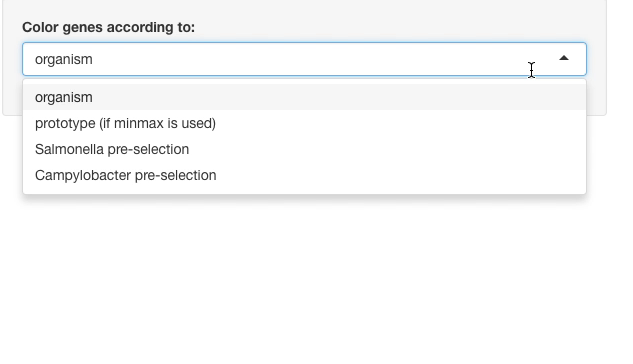 Color genes according to:
organism
organism
prototype (if minmax is used)
Salmonella pre-selection
Campylobacter pre-selection